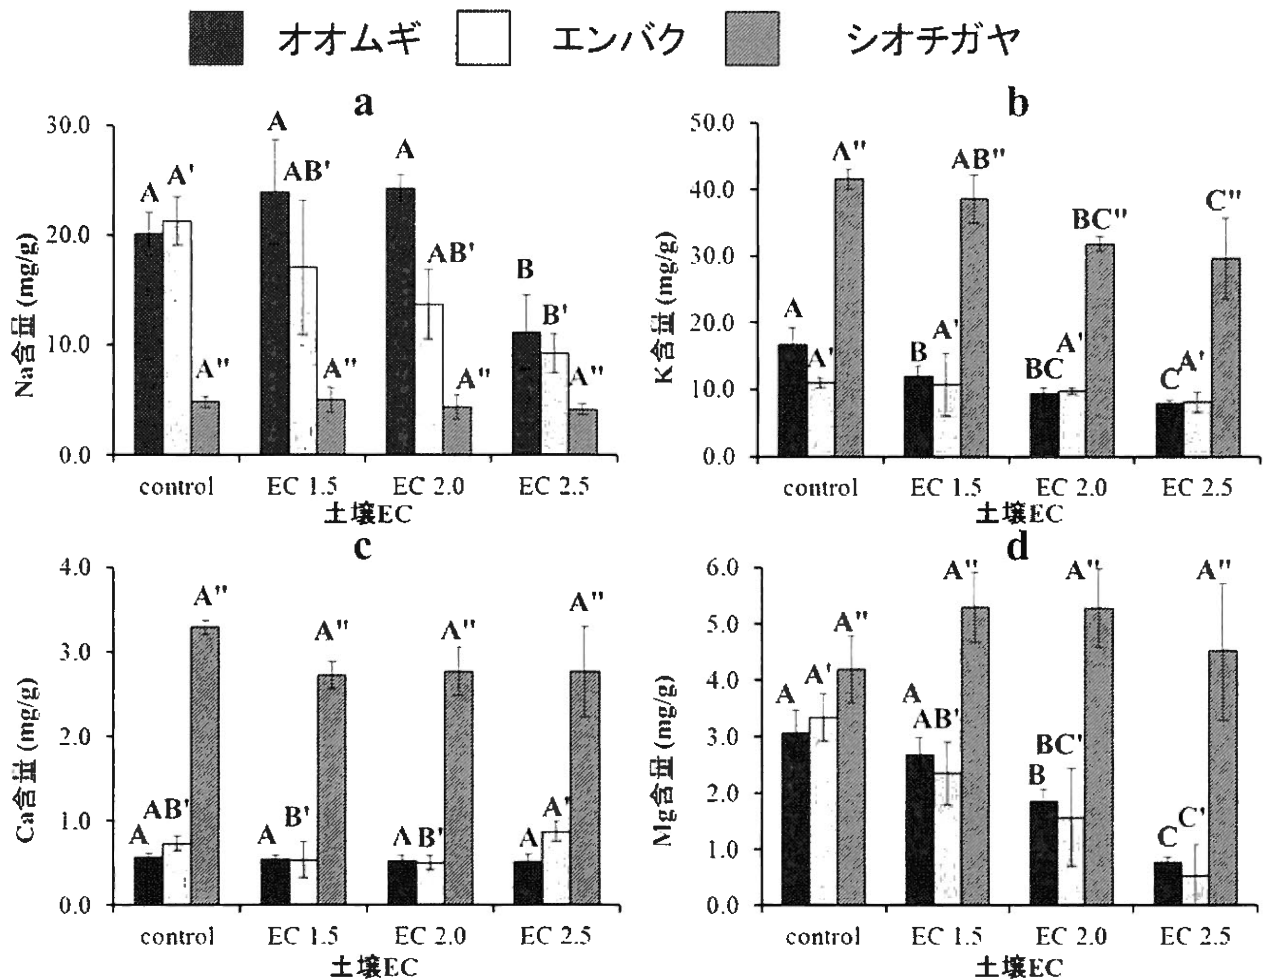 オオムギ エンバク シオチガヤ
a
Na含量 (mg/g)
30.0
20.0
10.0
0.0
A A' A''
A AB' A''
A AB' A''
B B' A''
control EC 1.5 EC 2.0 EC 2.5
土壌EC
b
K含量 (mg/g)
50.0
40.0
30.0
20.0
10.0
0.0
A A' A''
B A' AB''
BC A' BC''
C A' C''
control EC 1.5 EC 2.0 EC 2.5
土壌EC
c
Ca含量 (mg/g)
4.0
3.0
2.0
1.0
0.0
A AB' A''
A B' A''
A B' A''
A A' A''
control EC 1.5 EC 2.0 EC 2.5
土壌EC
d
Mg含量 (mg/g)
6.0
5.0
4.0
3.0
2.0
1.0
0.0
A A' A''
A AB' A''
B BC' A''
C C' A''
control EC 1.5 EC 2.0 EC 2.5
土壌EC